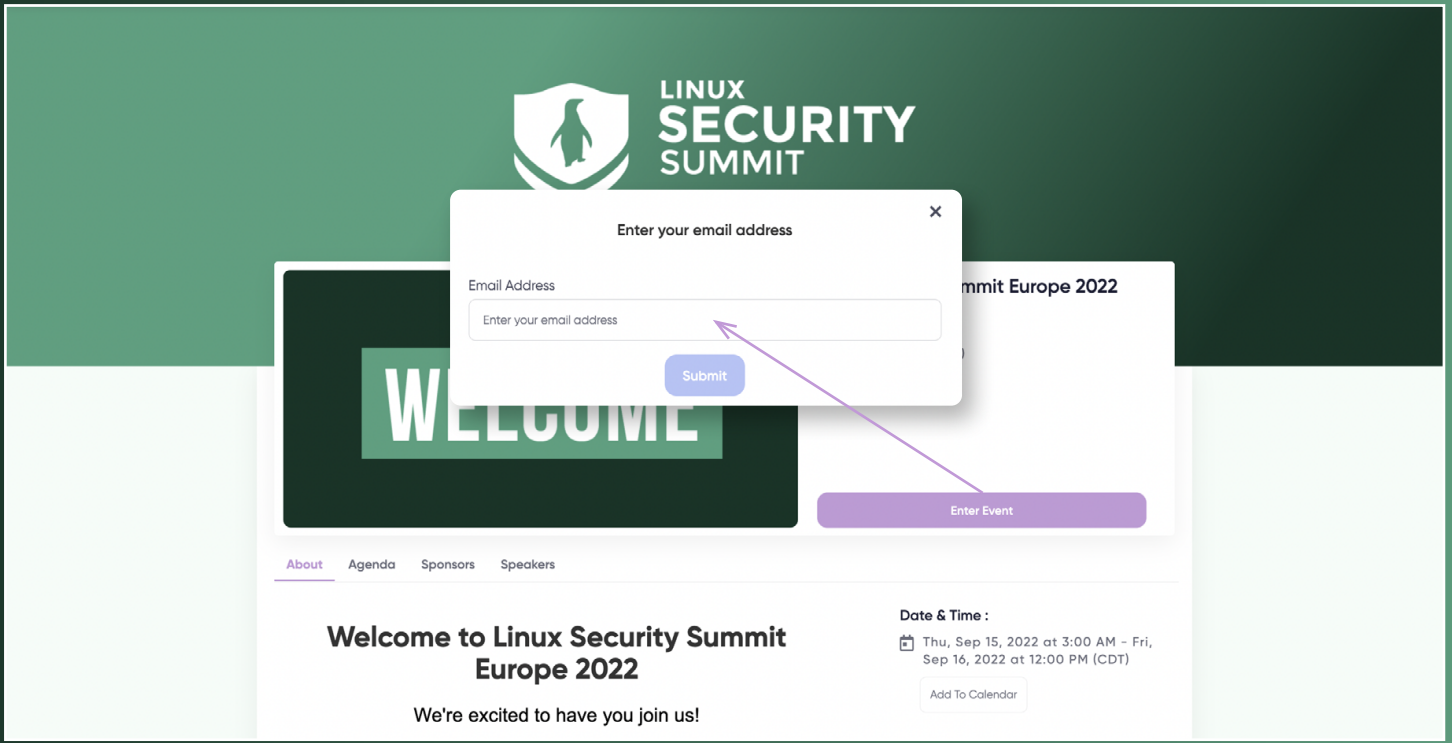 LINUX
SECURITY
SUMMIT
Enter your email address
Email Address
Enter your email address
Submit
Europe 2022
WELCOME
Enter Event
About
Agenda
Sponsors
Speakers
Welcome to Linux Security Summit
Europe 2022
We're excited to have you join us!
Date & Time :
Thu, Sep 15, 2022 at 3:00 AM - Fri,
Sep 16, 2022 at 12:00 PM (CDT)
Add To Calendar